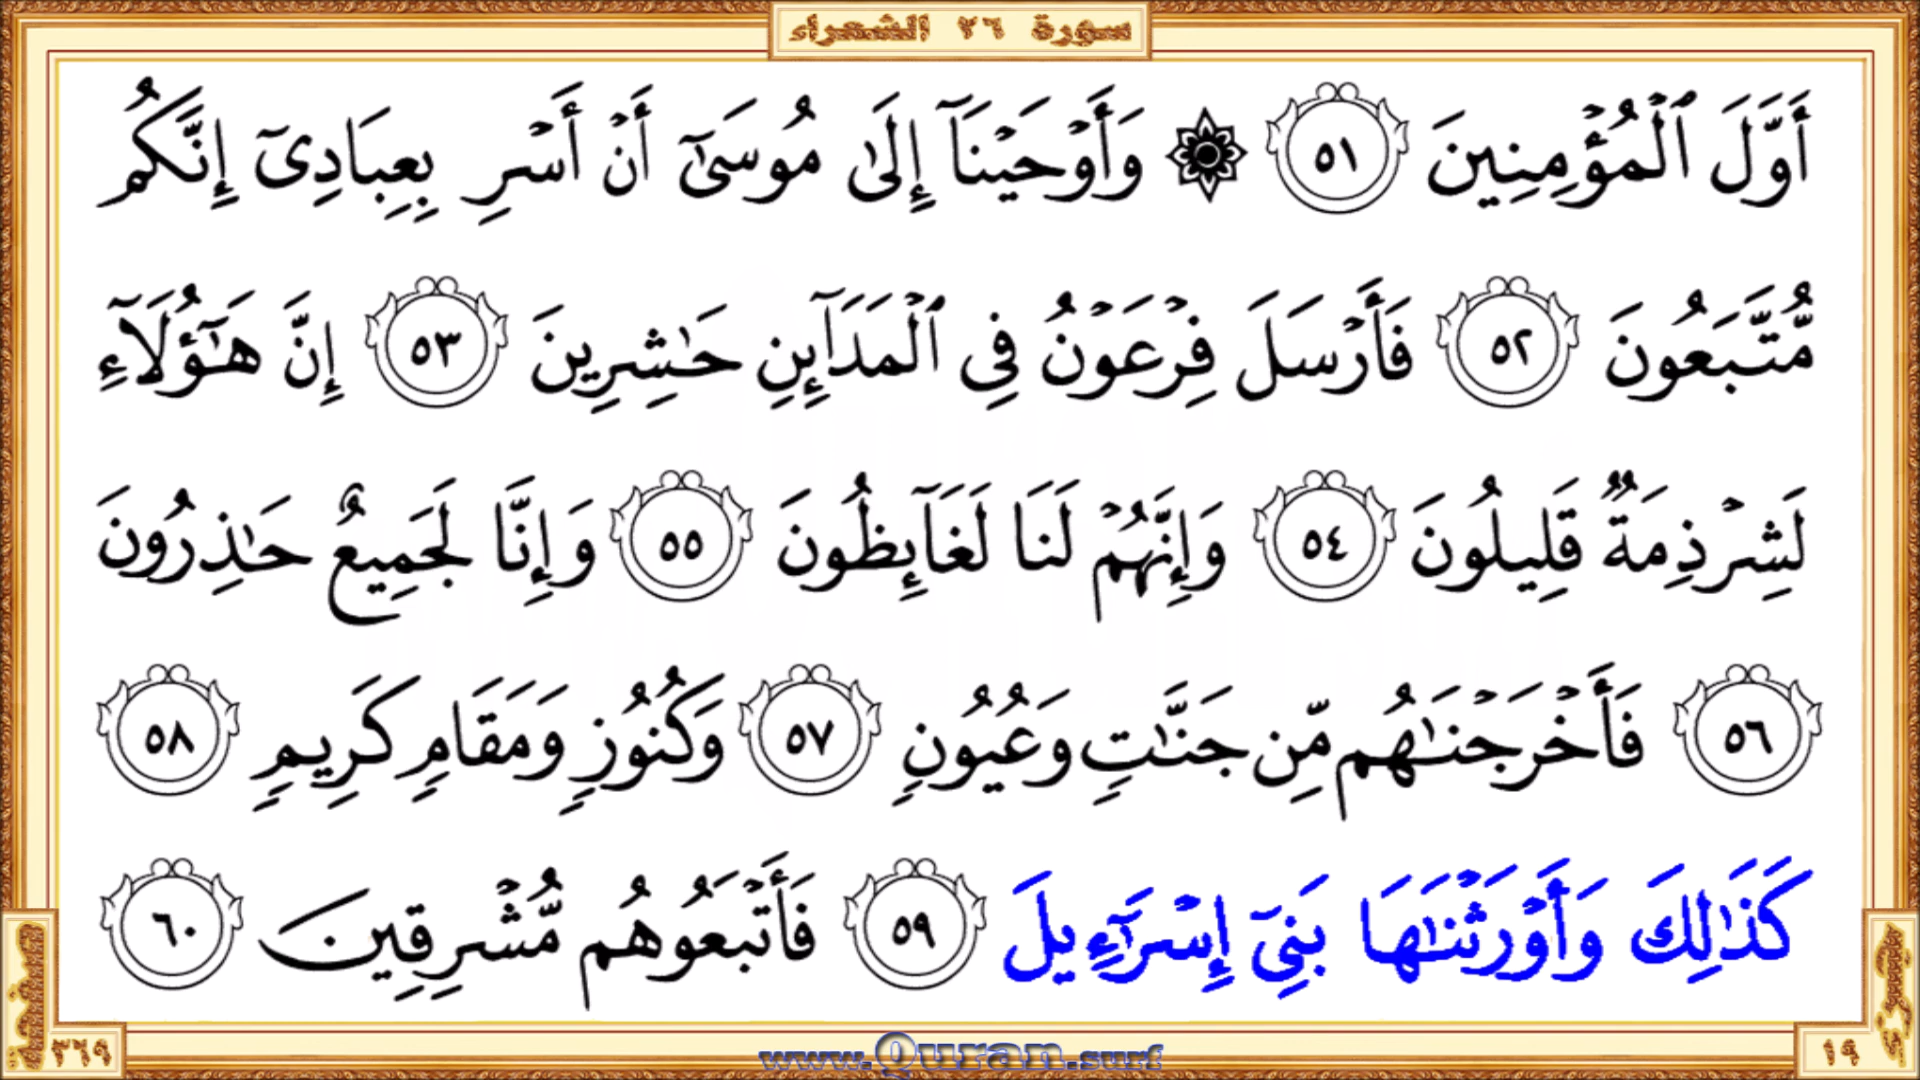 سورة ٢٦ الشعراء
أَوَّلَ ٱلْمُؤْمِنِينَ ٥١ ۞ وَأَوْحَيْنَآ إِلَىٰ مُوسَىٰٓ أَنْ أَسْرِ بِعِبَادِىٓ إِنَّكُم
مُّتَّبَعُونَ ٥٢ فَأَرْسَلَ فِرْعَوْنُ فِى ٱلْمَدَآئِنِ حَـٰشِرِينَ ٥٣ إِنَّ هَـٰٓؤُلَآءِ
لَشِرْذِمَةٌ قَلِيلُونَ ٥٤ وَإِنَّهُمْ لَنَا لَغَآئِظُونَ ٥٥ وَإِنَّا لَجَمِيعٌ حَـٰذِرُونَ
٥٦ فَأَخْرَجْنَـٰهُم مِّن جَنَّـٰتٍ وَعُيُونٍ ٥٧ وَكُنُوزٍ وَمَقَامٍ كَرِيمٍ ٥٨
كَذَٰلِكَ وَأَوْرَثْنَـٰهَا بَنِىٓ إِسْرَٰٓءِيلَ ٥٩ فَأَتْبَعُوهُم مُّشْرِقِينَ ٦٠
جزء ١٩
www.Quran.surf
صفحة ٣٦٩